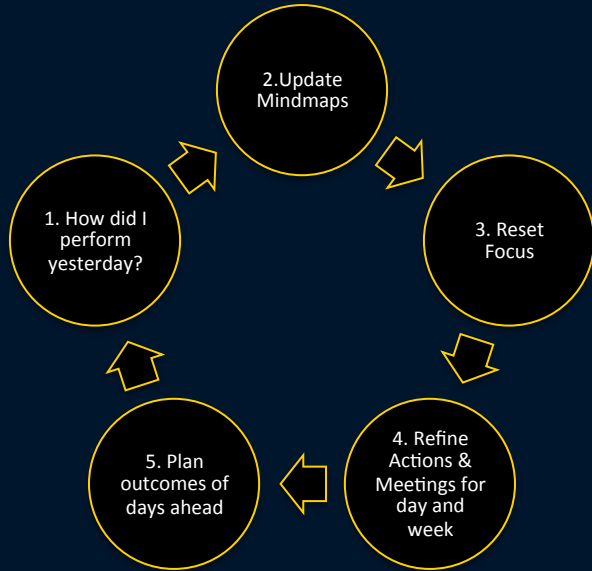 1. How did I
perform
yesterday?
2.Update
Mindmaps
3. Reset
Focus
4. Refine
Actions &
Meetings for
day and
week
5. Plan
outcomes of
days ahead